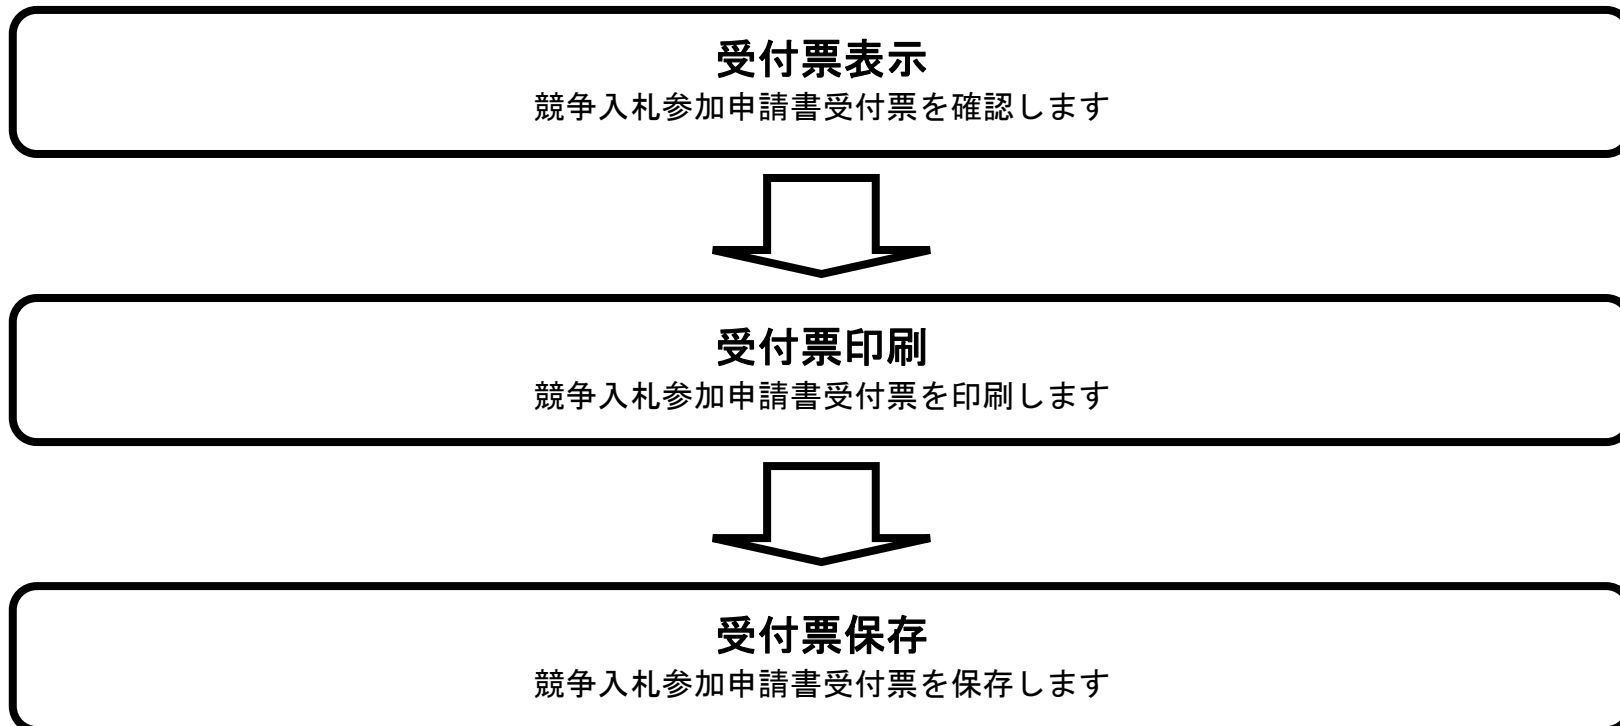 受付票表示
競争入札参加申請書受付票を確認します
受付票印刷
競争入札参加申請書受付票を印刷します
受付票保存
競争入札参加申請書受付票を保存します